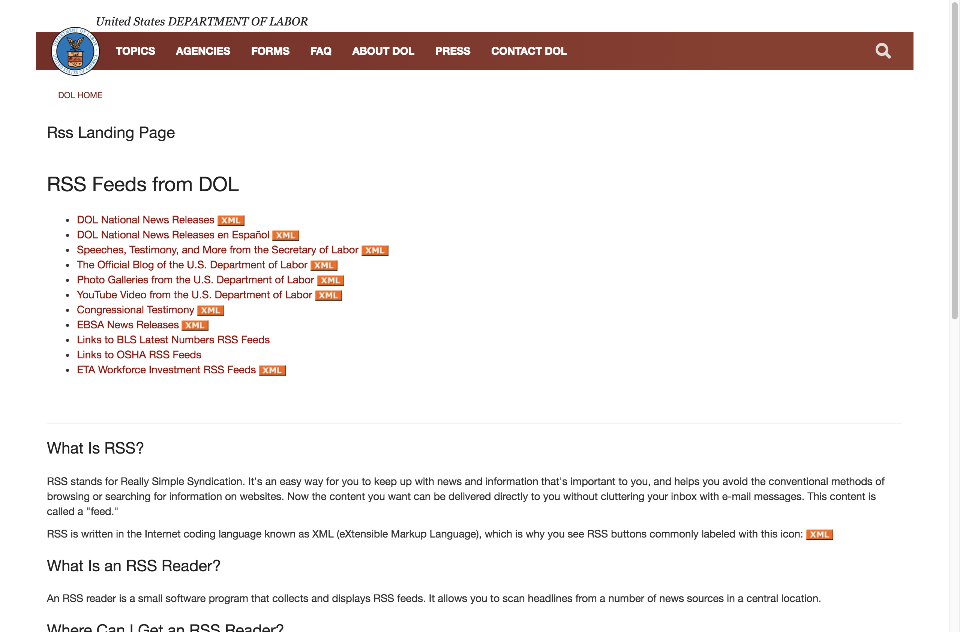 United States DEPARTMENT OF LABOR
TOPICS AGENCIES FORMS FAQ ABOUT DOL PRESS CONTACT DOL
DOL HOME
Rss Landing Page
RSS Feeds from DOL
DOL National News Releases XML
DOL National News Releases en Español XML
Speeches, Testimony, and More from the Secretary of Labor XML
The Official Blog of the U.S. Department of Labor XML
Photo Galleries from the U.S. Department of Labor XML
YouTube Video from the U.S. Department of Labor XML
Congressional Testimony XML
EBSA News Releases XML
Links to BLS Latest Numbers RSS Feeds
Links to OSHA RSS Feeds
ETA Workforce Investment RSS Feeds XML
What Is RSS?
RSS stands for Really Simple Syndication. It's an easy way for you to keep up with news and information that's important to you, and helps you avoid the conventional methods of
browsing or searching for information on websites. Now the content you want can be delivered directly to you without cluttering your inbox with e-mail messages. This content is
called a "feed."
RSS is written in the Internet coding language known as XML (eXtensible Markup Language), which is why you see RSS buttons commonly labeled with this icon: XML
What Is an RSS Reader?
An RSS reader is a small software program that collects and displays RSS feeds. It allows you to scan headlines from a number of news sources in a central location.
Where Can I Get an RSS Reader?